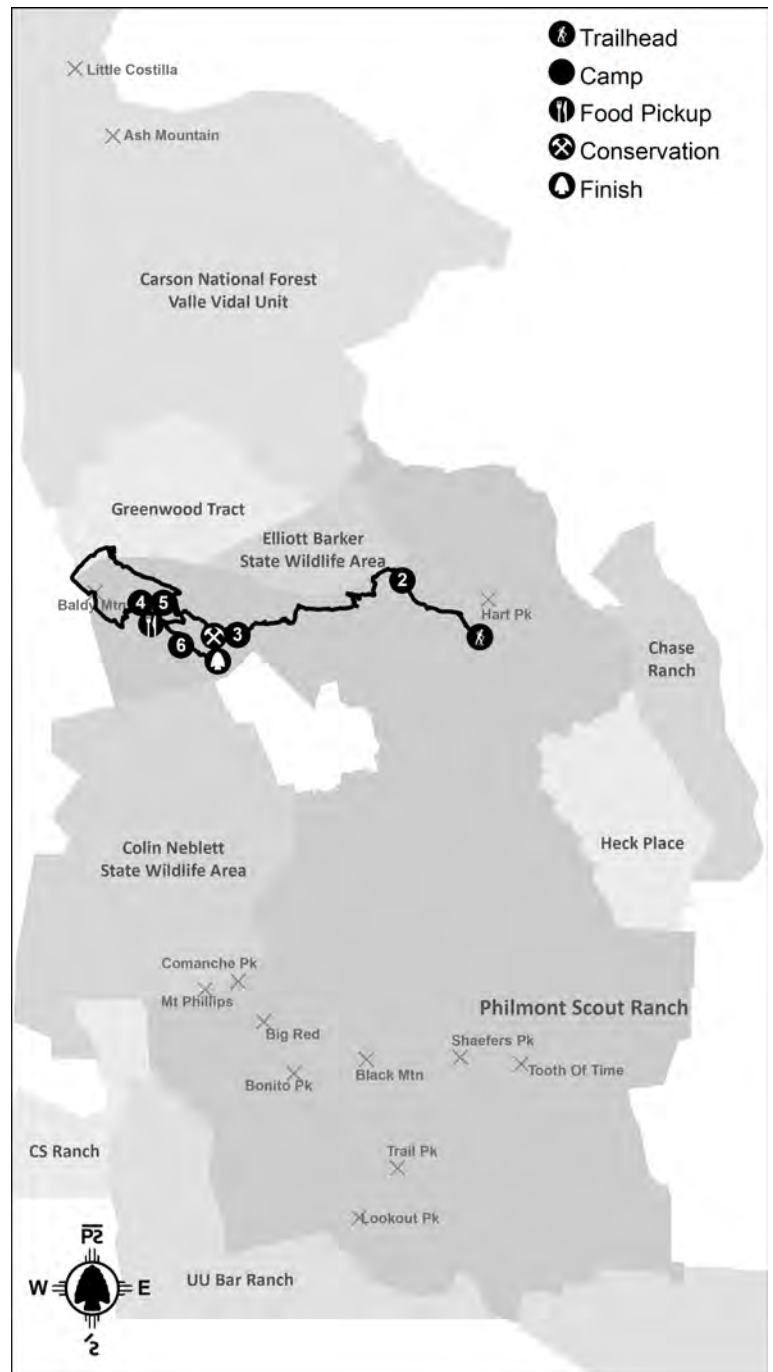 Trailhead
Camp
Food Pickup
Conservation
Finish
Little Costilla
Ash Mountain
Carson National Forest
Valle Vidal Unit
Greenwood Tract
Elliott Barker
State Wildlife Area
2
Baldy Mtn
4
5
Hart Pk
3
6
Chase
Ranch
Heck Place
Colin Neblett
State Wildlife Area
Comanche Pk
Mt Phillips
Philmont Scout Ranch
Big Red
Shaefers Pk
Bonito Pk
Black Mtn
Tooth Of Time
CS Ranch
Trail Pk
Lookout Pk
W
E
UU Bar Ranch